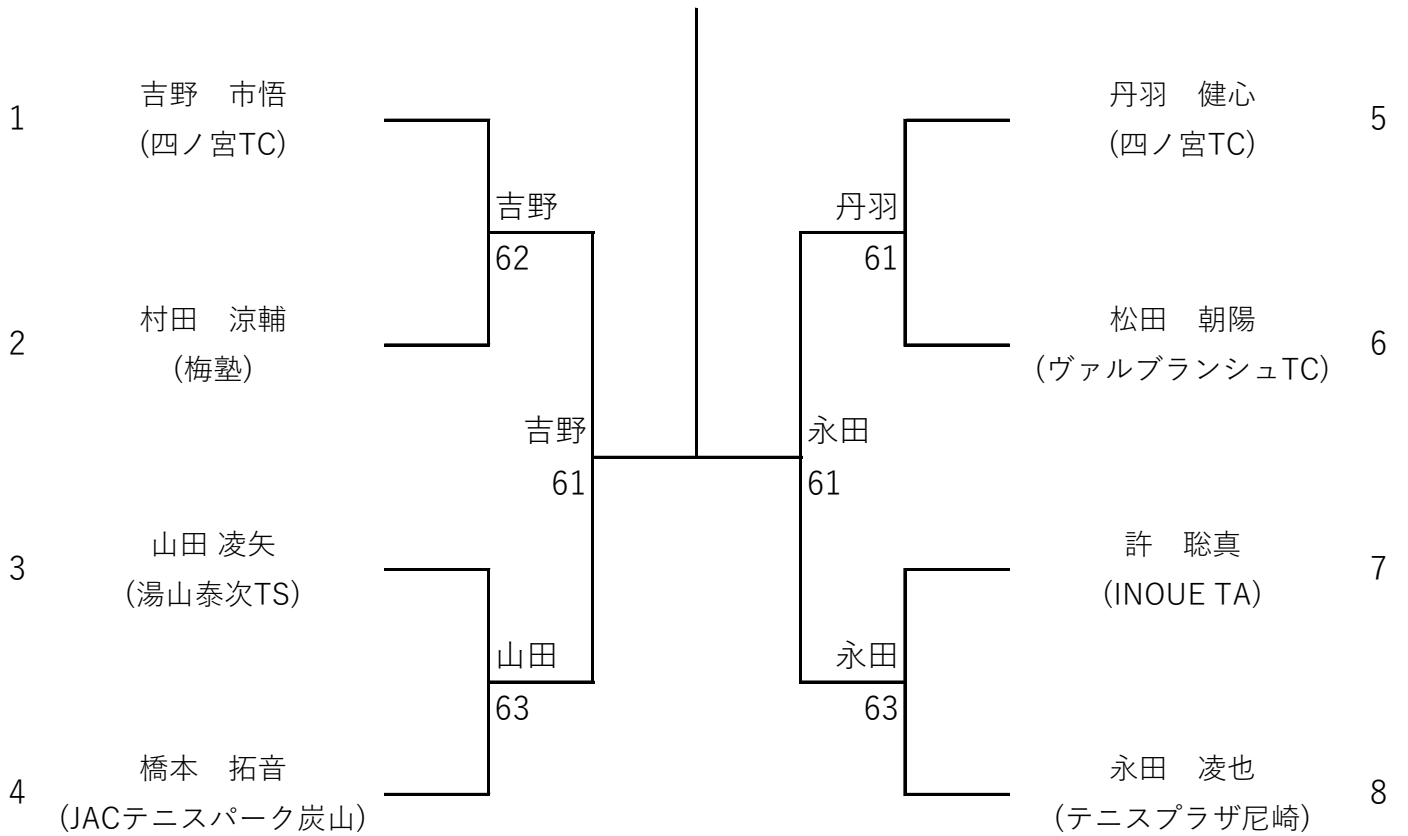 1
吉野　市悟
(四ノ宮TC)
吉野
62
2
村田　涼輔
(梅塾)
吉野
61
3
山田 凌矢
(湯山泰次TS)
山田
63
4
橋本　拓音
(JACテニスパーク炭山)
丹羽　健心
5
(四ノ宮TC)
丹羽
61
松田　朝陽
6
(ヴァルブランシュTC)
永田
61
許　聡真
7
(INOUE TA)
永田
63
永田　凌也
8
(テニスプラザ尼崎)